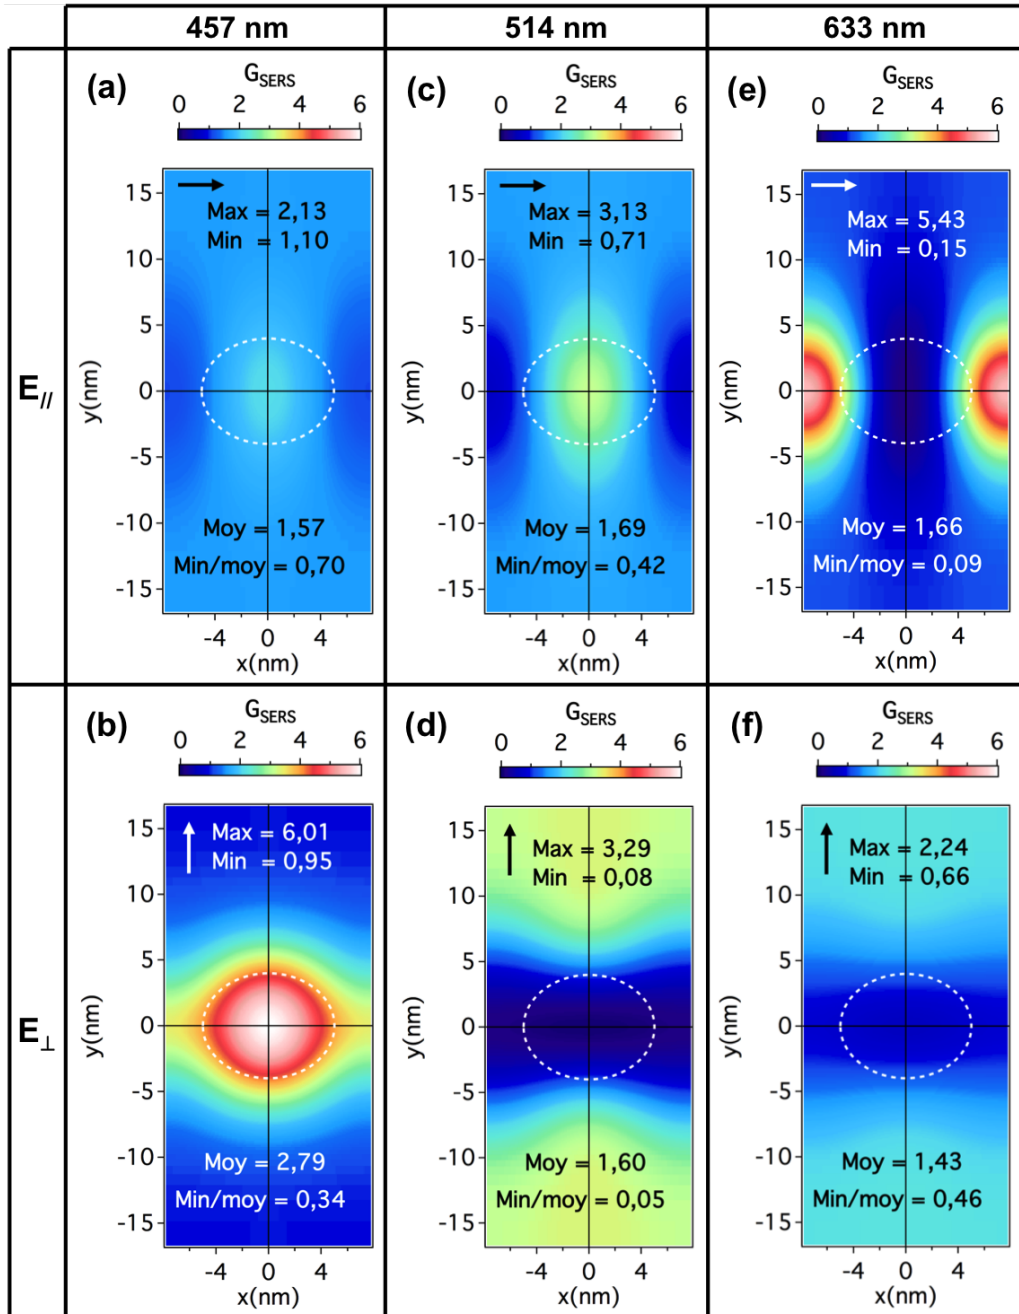 457 nm
514 nm
633 nm
E//
(a)
G_SERS
0 2 4 6
Max = 2,13
Min = 1,10
15
10
5
0
-5
-10
-15
y(nm)
Moy = 1,57
Min/moy = 0,70
-4 0 4
x(nm)
(c)
G_SERS
0 2 4 6
Max = 3,13
Min = 0,71
15
10
5
0
-5
-10
-15
y(nm)
Moy = 1,69
Min/moy = 0,42
-4 0 4
x(nm)
(e)
G_SERS
0 2 4 6
Max = 5,43
Min = 0,15
15
10
5
0
-5
-10
-15
y(nm)
Moy = 1,66
Min/moy = 0,09
-4 0 4
x(nm)
E⊥
(b)
G_SERS
0 2 4 6
Max = 6,01
Min = 0,95
15
10
5
0
-5
-10
-15
y(nm)
Moy = 2,79
Min/moy = 0,34
-4 0 4
x(nm)
(d)
G_SERS
0 2 4 6
Max = 3,29
Min = 0,08
15
10
5
0
-5
-10
-15
y(nm)
Moy = 1,60
Min/moy = 0,05
-4 0 4
x(nm)
(f)
G_SERS
0 2 4 6
Max = 2,24
Min = 0,66
15
10
5
0
-5
-10
-15
y(nm)
Moy = 1,43
Min/moy = 0,46
-4 0 4
x(nm)